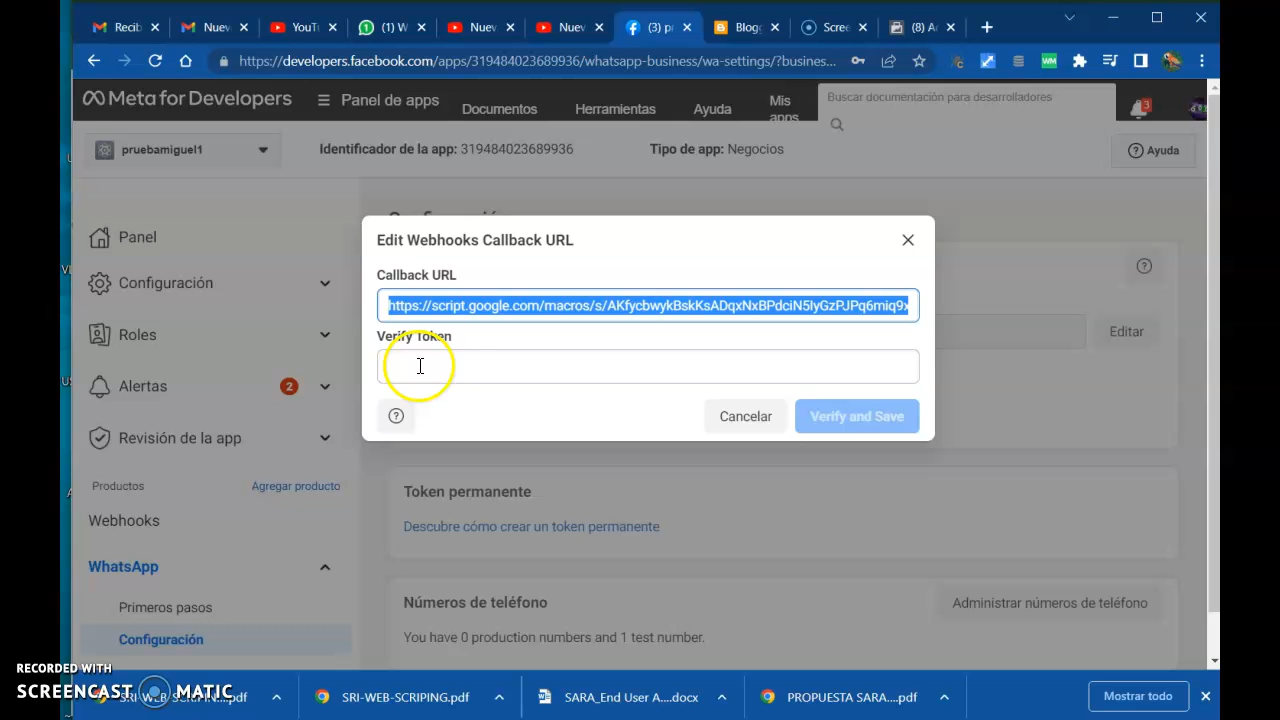 Recib
Nuev
YouTu
(1) W
Nuev
Nuev
(3) p
Blogg
Scree
(8) A
https://developers.facebook.com/apps/319484023689936/whatsapp-business/wa-settings/?busines...
Meta for Developers
Panel de apps
Documentos
Herramientas
Ayuda
Mis apps
Buscar documentación para desarrolladores
3
pruebamiguel1
Identificador de la app: 319484023689936
Tipo de app: Negocios
Ayuda
Panel
Configuración
Roles
Alertas
2
Revisión de la app
Productos
Agregar producto
Webhooks
WhatsApp
Primeros pasos
Configuración
Edit Webhooks Callback URL
Callback URL
https://script.google.com/macros/s/AKfycbwykBskKsADqxNxBPdciN5lyGzPJPq6miq9x
Verify Token
Cancelar
Verify and Save
Editar
Token permanente
Descubre cómo crear un token permanente
Números de teléfono
Administrar números de teléfono
You have 0 production numbers and 1 test number.
RECORDED WITH
SCREENCAST MATIC
SRI-WEB-SCRIPIN....pdf
SRI-WEB-SCRIPING.pdf
SARA_End User A....docx
PROPUESTA SARA....pdf
Mostrar todo